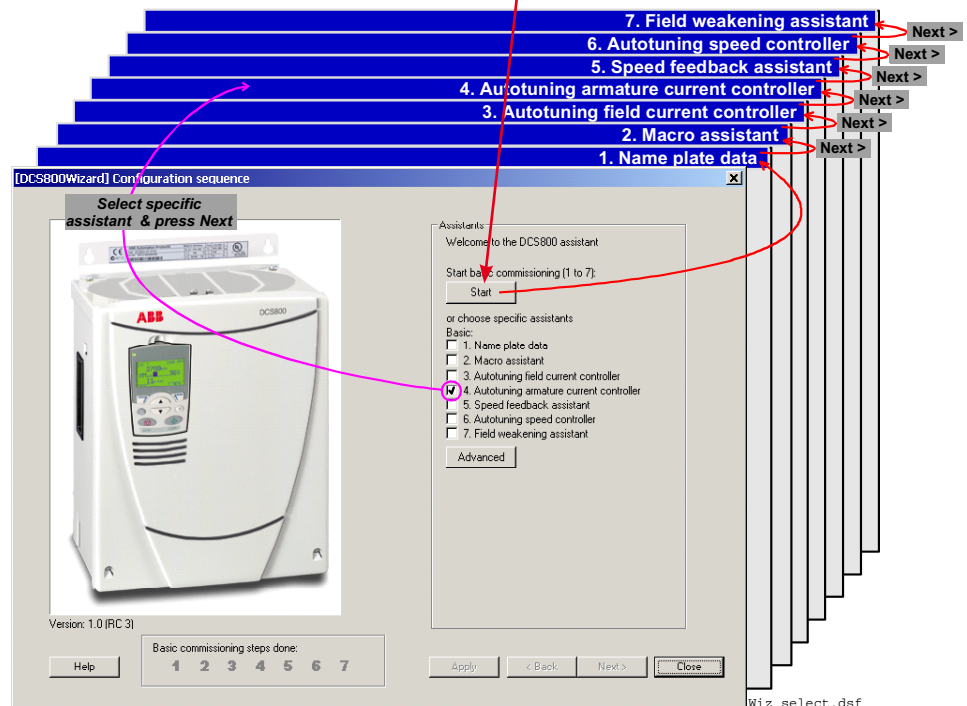 7. Field weakening assistant
Next >
6. Autotuning speed controller
Next >
5. Speed feedback assistant
Next >
4. Autotuning armature current controller
Next >
3. Autotuning field current controller
Next >
2. Macro assistant
Next >
1. Name plate data
[DCS800Wizard] Configuration sequence
Select specific
assistant & press Next
Assistants
Welcome to the DCS800 assistant
Start basic commissioning (1 to 7):
Start
or choose specific assistants
Basic:
1. Name plate data
2. Macro assistant
3. Autotuning field current controller
4. Autotuning armature current controller
5. Speed feedback assistant
6. Autotuning speed controller
7. Field weakening assistant
Advanced
ABB
DCS800
Version: 1.0 (RC 3)
Basic commissioning steps done:
1 2 3 4 5 6 7
Help
Apply
< Back
Next >
Close
Wiz select.dsf